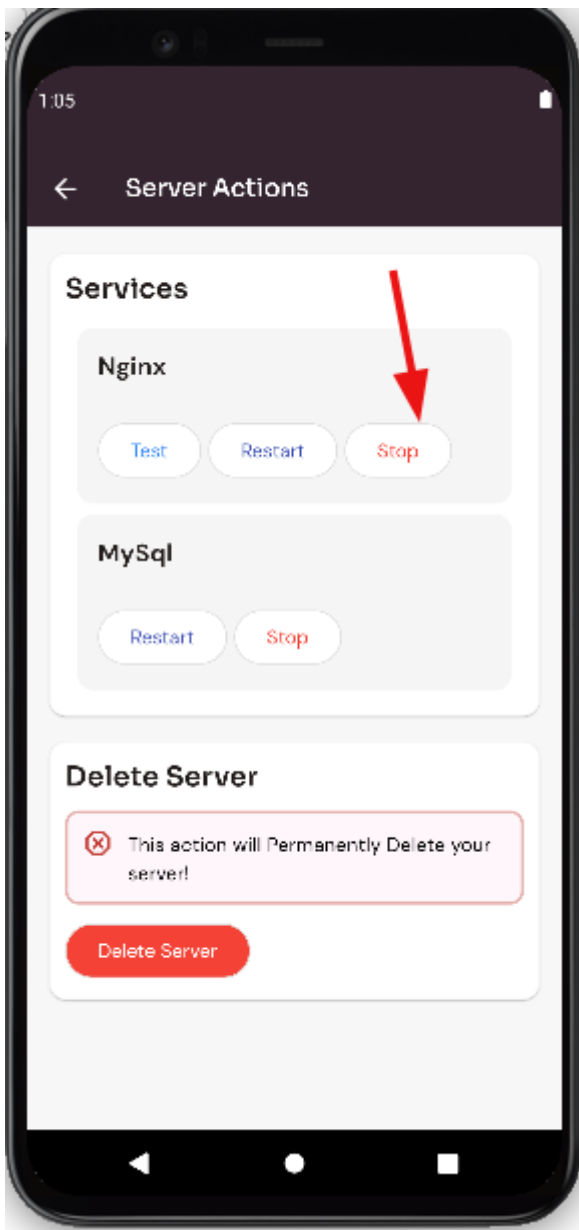 1:05
Server Actions
Services
Nginx
Test Restart Stop
MySql
Restart Stop
Delete Server
This action will Permanently Delete your
server!
Delete Server